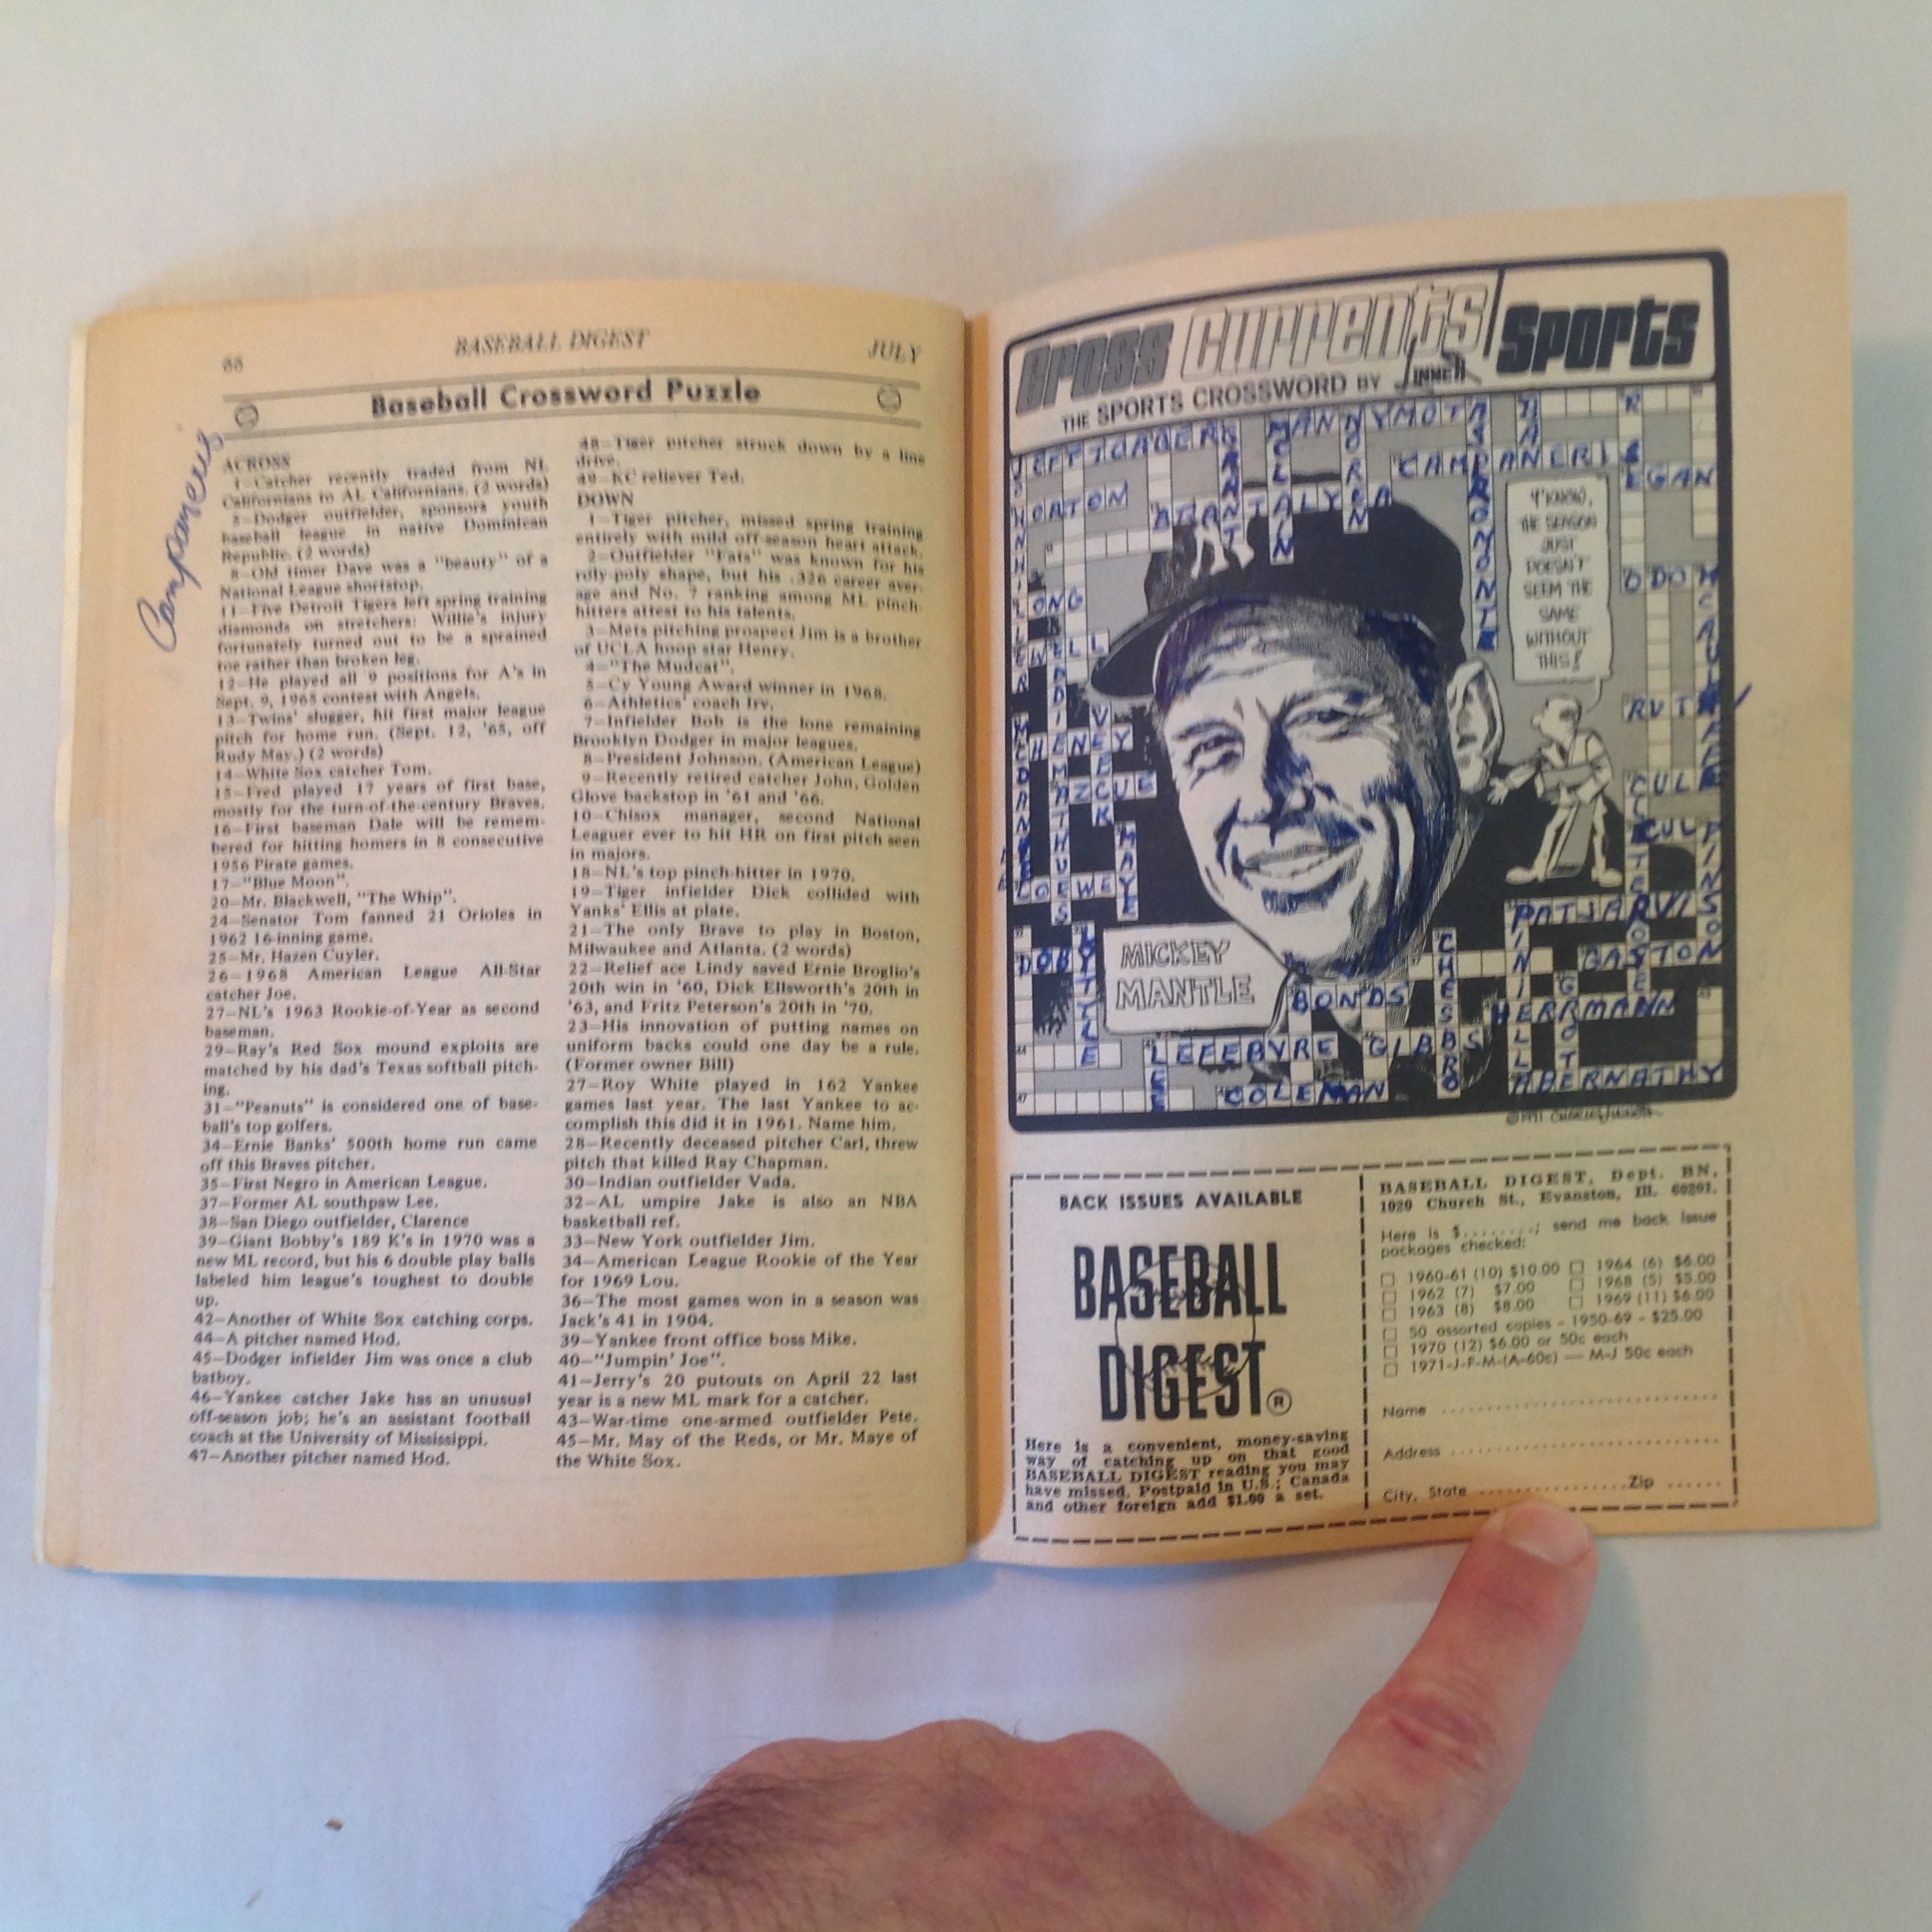 88
BASEBALL DIGEST
JULY
Baseball Crossword Puzzle
Campaneris
ACROSS
1—Catcher recently traded from NL
Californians to AL Californians. (2 words)
5—Dodger outfielder, sponsors youth
baseball league in native Dominican
Republic. (2 words)
8—Old timer Dave was a "beauty" of a
National League shortstop.
11—Five Detroit Tigers left spring training
diamonds on stretchers: Willie's injury
fortunately turned out to be a sprained
toe rather than broken leg.
12—He played all 9 positions for A's in
Sept. 9, 1965 contest with Angels.
13—Twins' slugger, hit first major league
pitch for home run. (Sept. 12, '65, off
Rudy May.) (2 words)
14—White Sox catcher Tom.
15—Fred played 17 years of first base,
mostly for the turn-of-the-century Braves.
16—First baseman Dale will be remem-
bered for hitting homers in 8 consecutive
1956 Pirate games.
17—"Blue Moon".
20—Mr. Blackwell, "The Whip".
24—Senator Tom fanned 21 Orioles in
1962 16-inning game.
25—Mr. Hazen Cuyler.
26—1968 American League All-Star
catcher Joe.
27—NL's 1963 Rookie-of-Year as second
baseman.
29—Ray's Red Sox mound exploits are
matched by his dad's Texas softball pitch-
ing.
31—"Peanuts" is considered one of base-
ball's top golfers.
34—Ernie Banks' 500th home run came
off this Braves pitcher.
35—First Negro in American League.
37—Former AL southpaw Lee.
38—San Diego outfielder, Clarence
39—Giant Bobby's 189 K's in 1970 was a
new ML record, but his 6 double play balls
labeled him league's toughest to double
up.
42—Another of White Sox catching corps.
44—A pitcher named Hod.
45—Dodger infielder Jim was once a club
batboy.
46—Yankee catcher Jake has an unusual
off-season job; he's an assistant football
coach at the University of Mississippi.
47—Another pitcher named Hod.
48—Tiger pitcher struck down by a line
drive.
49—KC reliever Ted.
DOWN
1—Tiger pitcher, missed spring training
entirely with mild off-season heart attack.
2—Outfielder "Fats" was known for his
roly-poly shape, but his .326 career aver-
age and No. 7 ranking among ML pinch-
hitters attest to his talents.
3—Mets pitching prospect Jim is a brother
of UCLA hoop star Henry.
4—"The Mudcat".
5—Cy Young Award winner in 1968.
6—Athletics' coach Irv.
7—Infielder Bob is the lone remaining
Brooklyn Dodger in major leagues.
8—President Johnson. (American League)
9—Recently retired catcher John, Golden
Glove backstop in '61 and '66.
10—Chisox manager, second National
Leaguer ever to hit HR on first pitch seen
in majors.
18—NL's top pinch-hitter in 1970.
19—Tiger infielder Dick collided with
Yanks' Ellis at plate.
21—The only Brave to play in Boston,
Milwaukee and Atlanta. (2 words)
22—Relief ace Lindy saved Ernie Broglio's
20th win in '60, Dick Ellsworth's 20th in
'63, and Fritz Peterson's 20th in '70.
23—His innovation of putting names on
uniform backs could one day be a rule.
(Former owner Bill)
27—Roy White played in 162 Yankee
games last year. The last Yankee to ac-
complish this did it in 1961. Name him.
28—Recently deceased pitcher Carl, threw
pitch that killed Ray Chapman.
30—Indian outfielder Vada.
32—AL umpire Jake is also an NBA
basketball ref.
33—New York outfielder Jim.
34—American League Rookie of the Year
for 1969 Lou.
36—The most games won in a season was
Jack's 41 in 1904.
39—Yankee front office boss Mike.
40—"Jumpin' Joe".
41—Jerry's 20 putouts on April 22 last
year is a new ML mark for a catcher.
43—War-time one-armed outfielder Pete.
45—Mr. May of the Reds, or Mr. Maye of
the White Sox.
Cross Currents Sports
THE SPORTS CROSSWORD BY LINNETT
JEFFTORBERG
MANNYMOTA
CAMPANERIS
HORTON
BRANTALYEA
EGAN
Y'KNOW,
THE SEASON
JUST
DOESN'T
SEEM THE
SAME
WITHOUT
THIS!
LONG
ODOM
EWELL
RUTH
CHENEY
AZCUE
LOWE
PATJARVIS
DOBY
GASTON
MICKEY
MANTLE
BONDS
HERRMANN
LEFEBVRE
GIBBS
COLEMAN
ABERNATHY
BACK ISSUES AVAILABLE
BASEBALL
DIGEST®
Here is a convenient, money-saving
way of catching up on that good
BASEBALL DIGEST reading you may
have missed. Postpaid in U.S.; Canada
and other foreign add $1.00 a set.
BASEBALL DIGEST, Dept. BN,
1020 Church St., Evanston, Ill. 60201.
Here is $........; send me back issue
packages checked:
1960-61 (10) $10.00
1964 (6) $6.00
1962 (7) $7.00
1968 (5) $5.00
1963 (8) $8.00
1969 (11) $6.00
50 assorted copies - 1950-69 - $25.00
1970 (12) $6.00 or 50c each
1971-J-F-M-(A-60c) — M-J 50c each
Name
Address
City, State
Zip